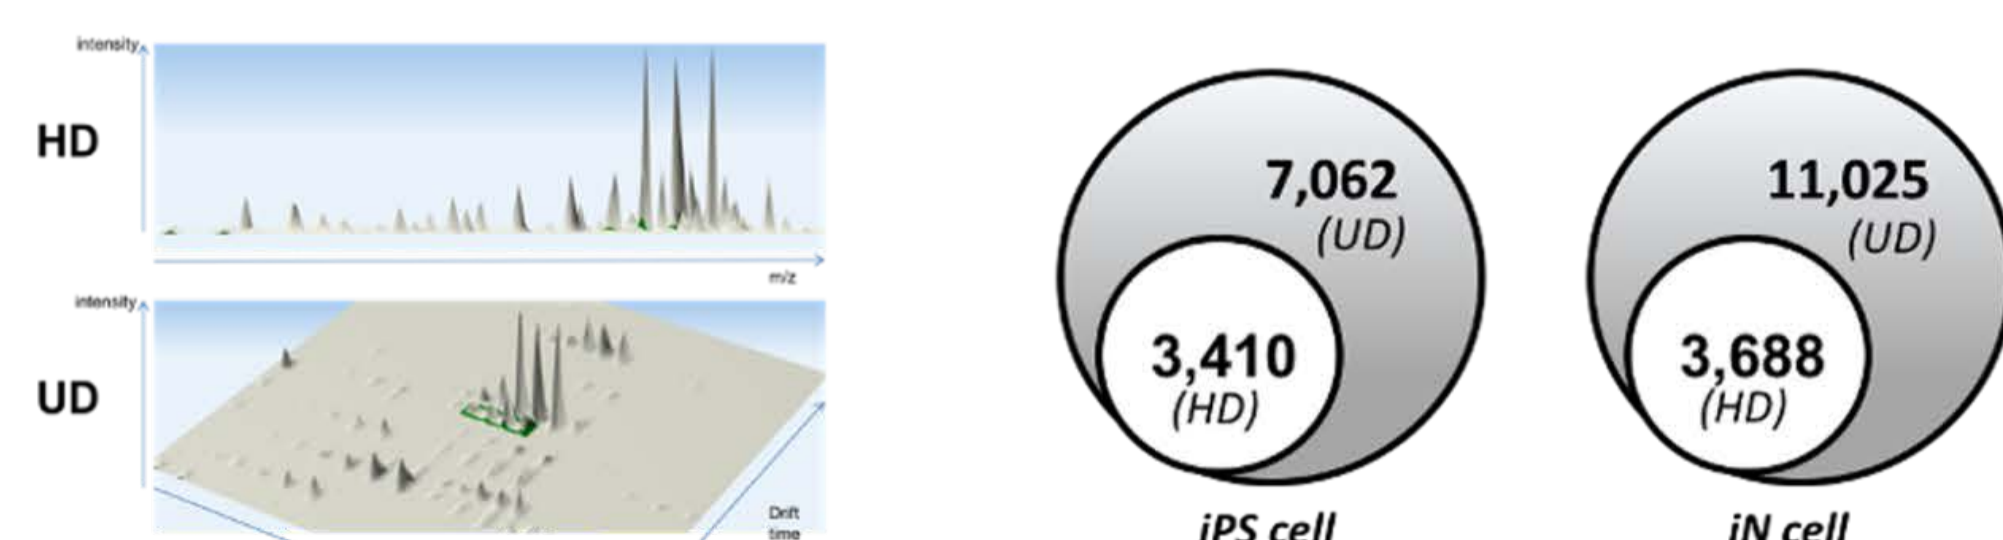 intensity
HD
m/z
intensity
UD
Drift
time
7,062
(UD)
3,410
(HD)
iPS cell
11,025
(UD)
3,688
(HD)
iN cell